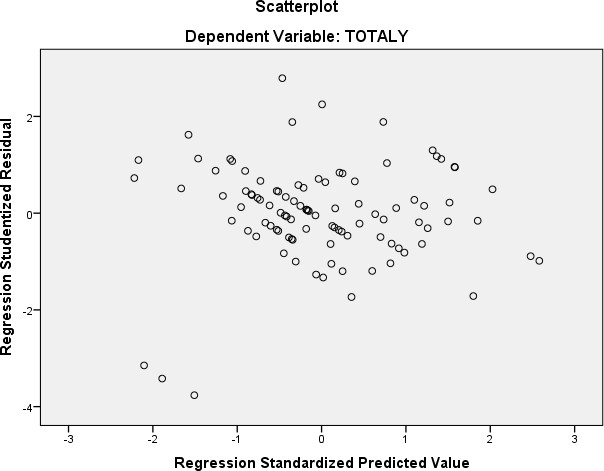 Scatterplot
Dependent Variable: TOTALY
Regression Studentized Residual
2
0
-2
-4
-3
-2
-1
0
1
2
3
Regression Standardized Predicted Value